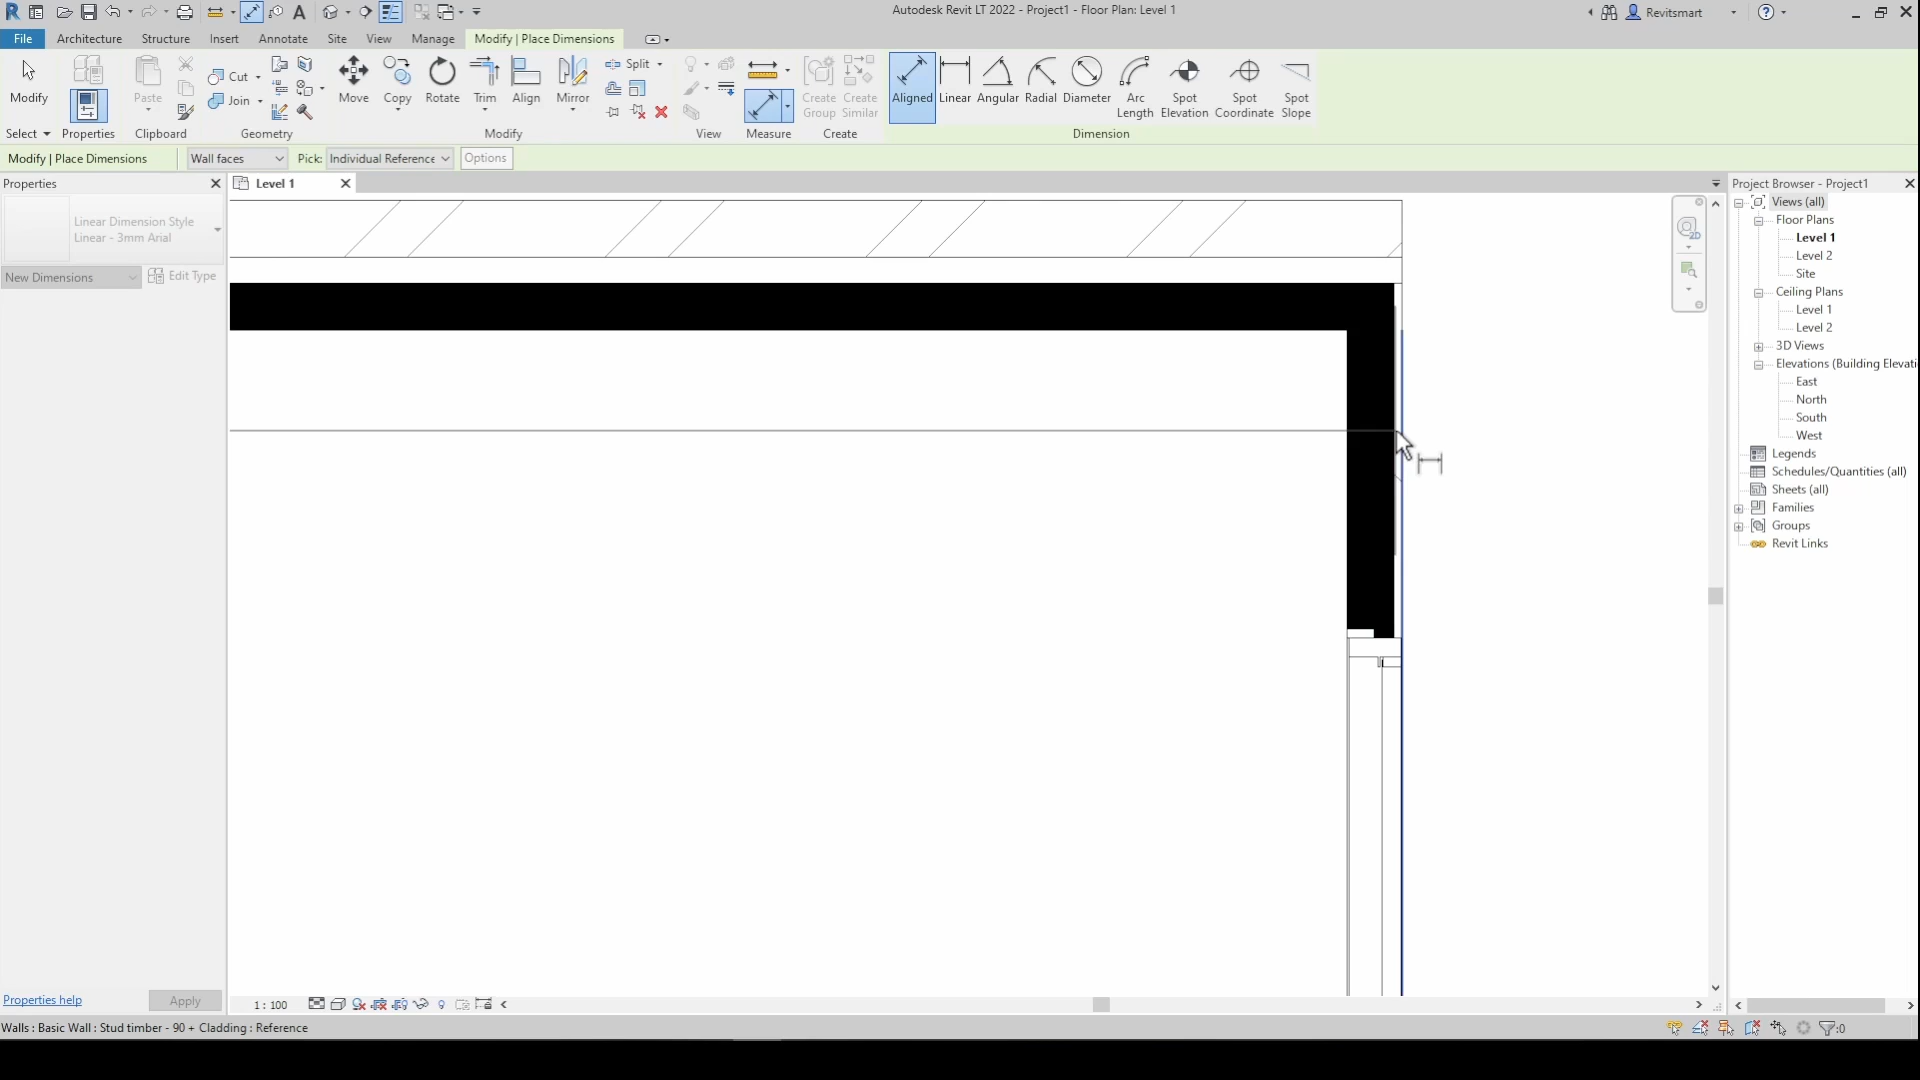 Autodesk Revit LT 2022 - Project1 - Floor Plan: Level 1
Revitsmart
File Architecture Structure Insert Annotate Site View Manage Modify | Place Dimensions
Modify Paste Cut Join Move Copy Rotate Trim Align Mirror Split Create Group Create Similar Aligned Linear Angular Radial Diameter Arc Length Spot Elevation Spot Coordinate Spot Slope
Select Properties Clipboard Geometry Modify View Measure Create Dimension
Modify | Place Dimensions Wall faces Pick: Individual Reference Options
Properties
Level 1
Project Browser - Project1
Linear Dimension Style
Linear - 3mm Arial
New Dimensions Edit Type
2D
Views (all)
Floor Plans
Level 1
Level 2
Site
Ceiling Plans
Level 1
Level 2
3D Views
Elevations (Building Elevati
East
North
South
West
Legends
Schedules/Quantities (all)
Sheets (all)
Families
Groups
Revit Links
Properties help Apply
1 : 100
Walls : Basic Wall : Stud timber - 90 + Cladding : Reference
:0